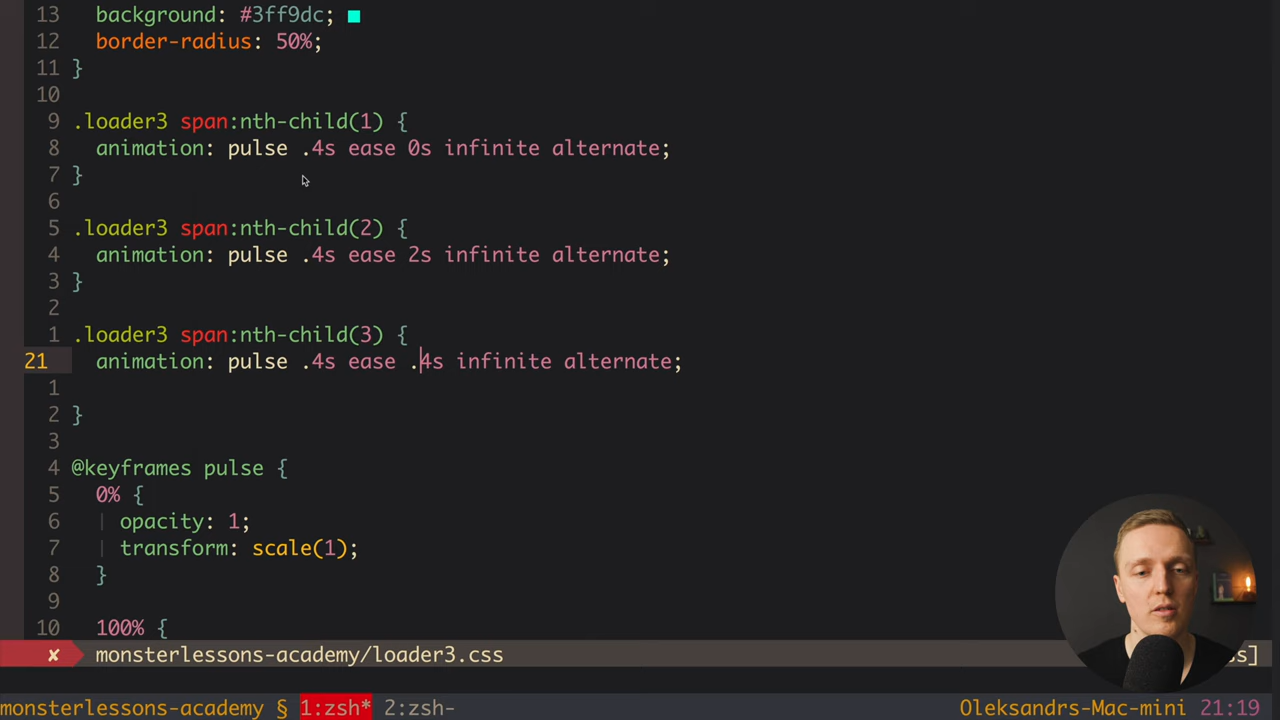 13 background: #3ff9dc;
12 border-radius: 50%;
11 }
10
9 .loader3 span:nth-child(1) {
8 animation: pulse .4s ease 0s infinite alternate;
7 }
6
5 .loader3 span:nth-child(2) {
4 animation: pulse .4s ease 2s infinite alternate;
3 }
2
1 .loader3 span:nth-child(3) {
21 animation: pulse .4s ease .4s infinite alternate;
1
2 }
3
4 @keyframes pulse {
5 0% {
6 opacity: 1;
7 transform: scale(1);
8 }
9
10 100% {
✘ monsterlessons-academy/loader3.css
monsterlessons-academy § 1:zsh* 2:zsh- Oleksandrs-Mac-mini 21:19